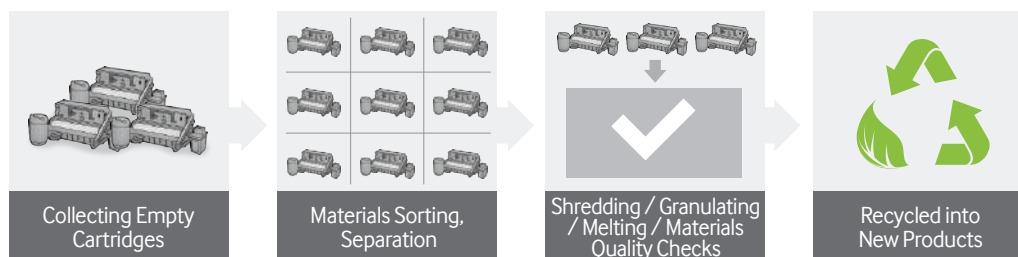 Collecting Empty
Cartridges
Materials Sorting,
Separation
Shredding / Granulating
/ Melting / Materials
Quality Checks
Recycled into
New Products